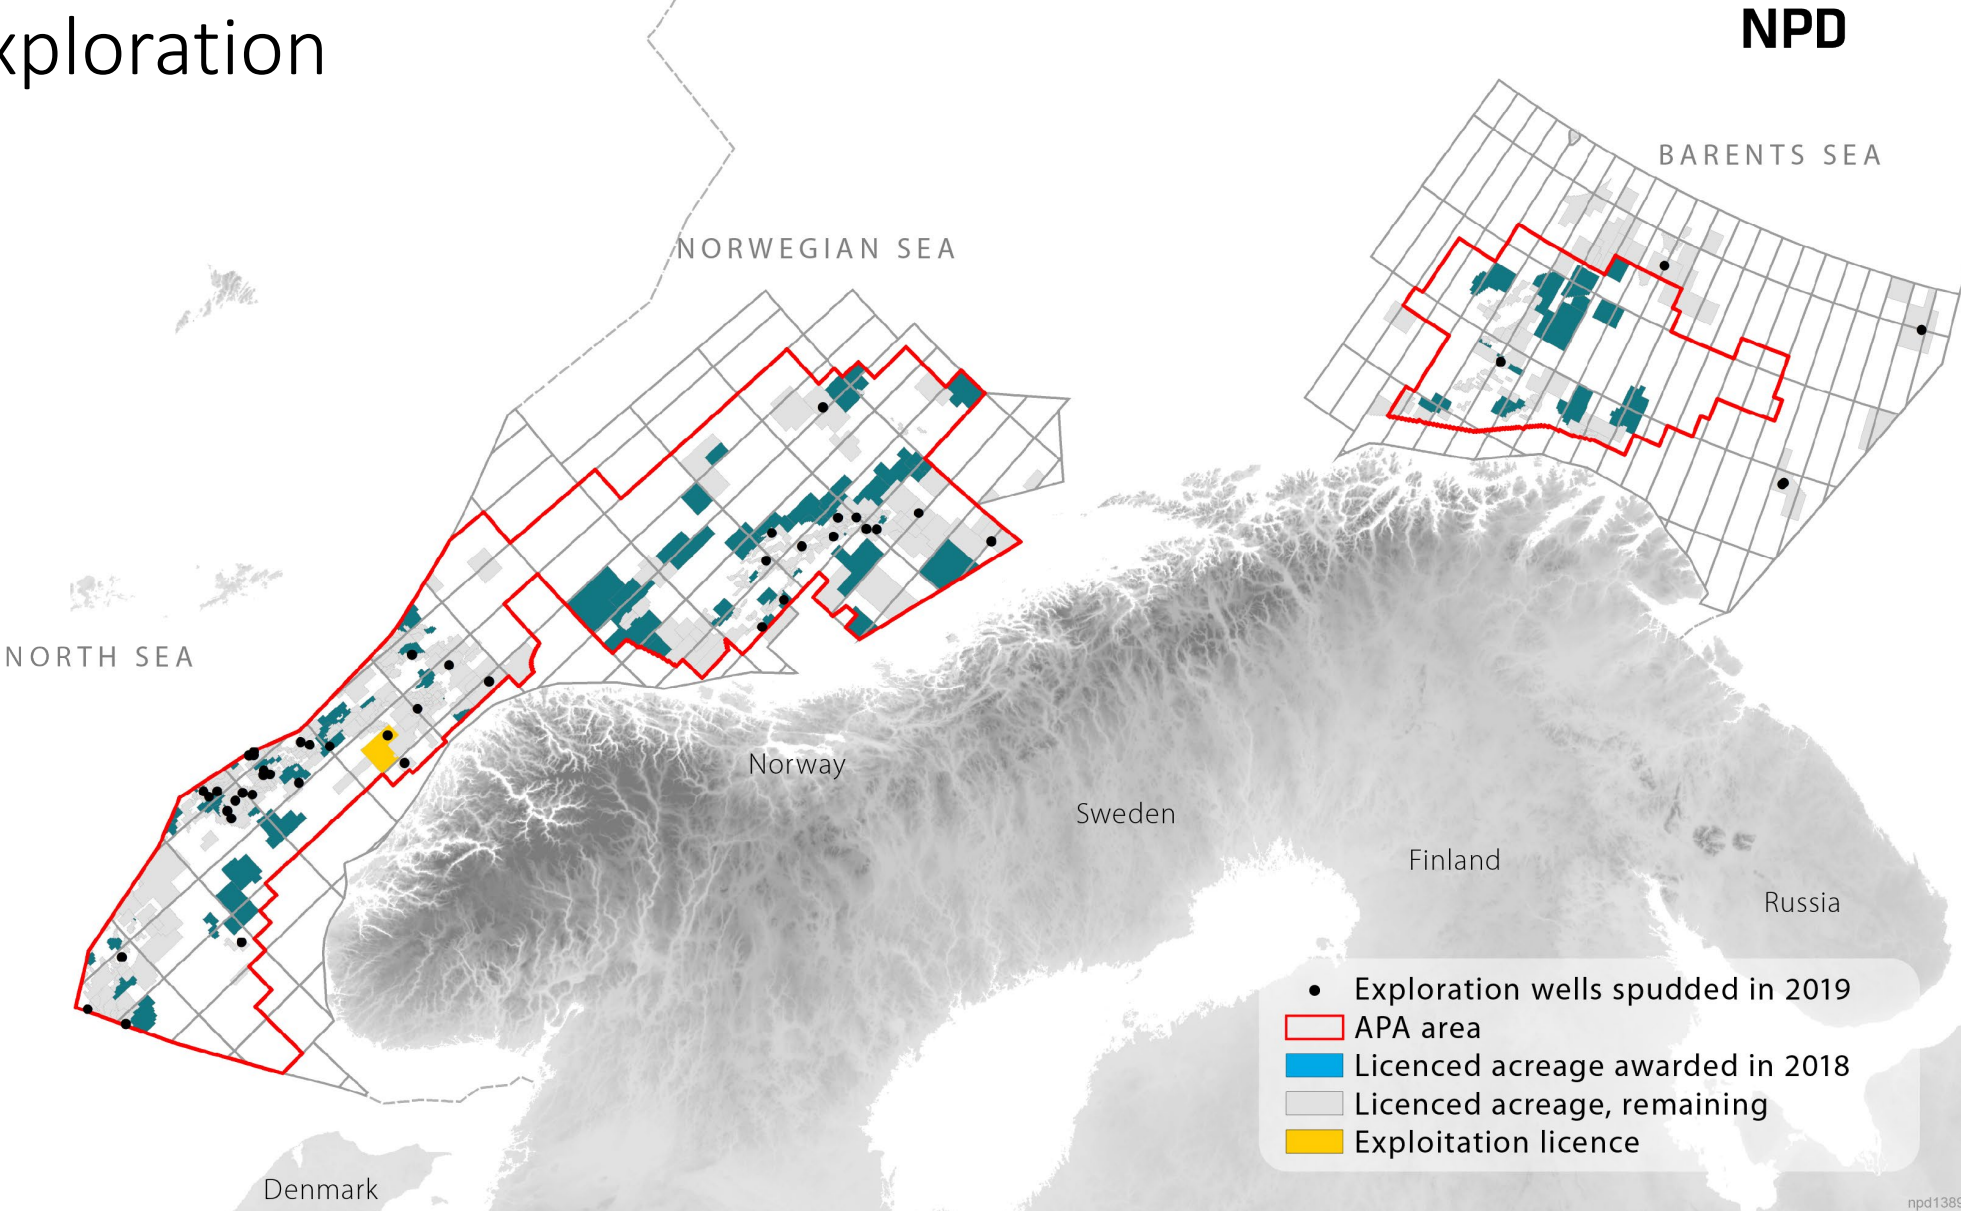 xploration
NPD
BARENTS SEA
NORWEGIAN SEA
NORTH SEA
Norway
Sweden
Finland
Russia
Denmark
Exploration wells spudded in 2019
APA area
Licenced acreage awarded in 2018
Licenced acreage, remaining
Exploitation licence
npd1389